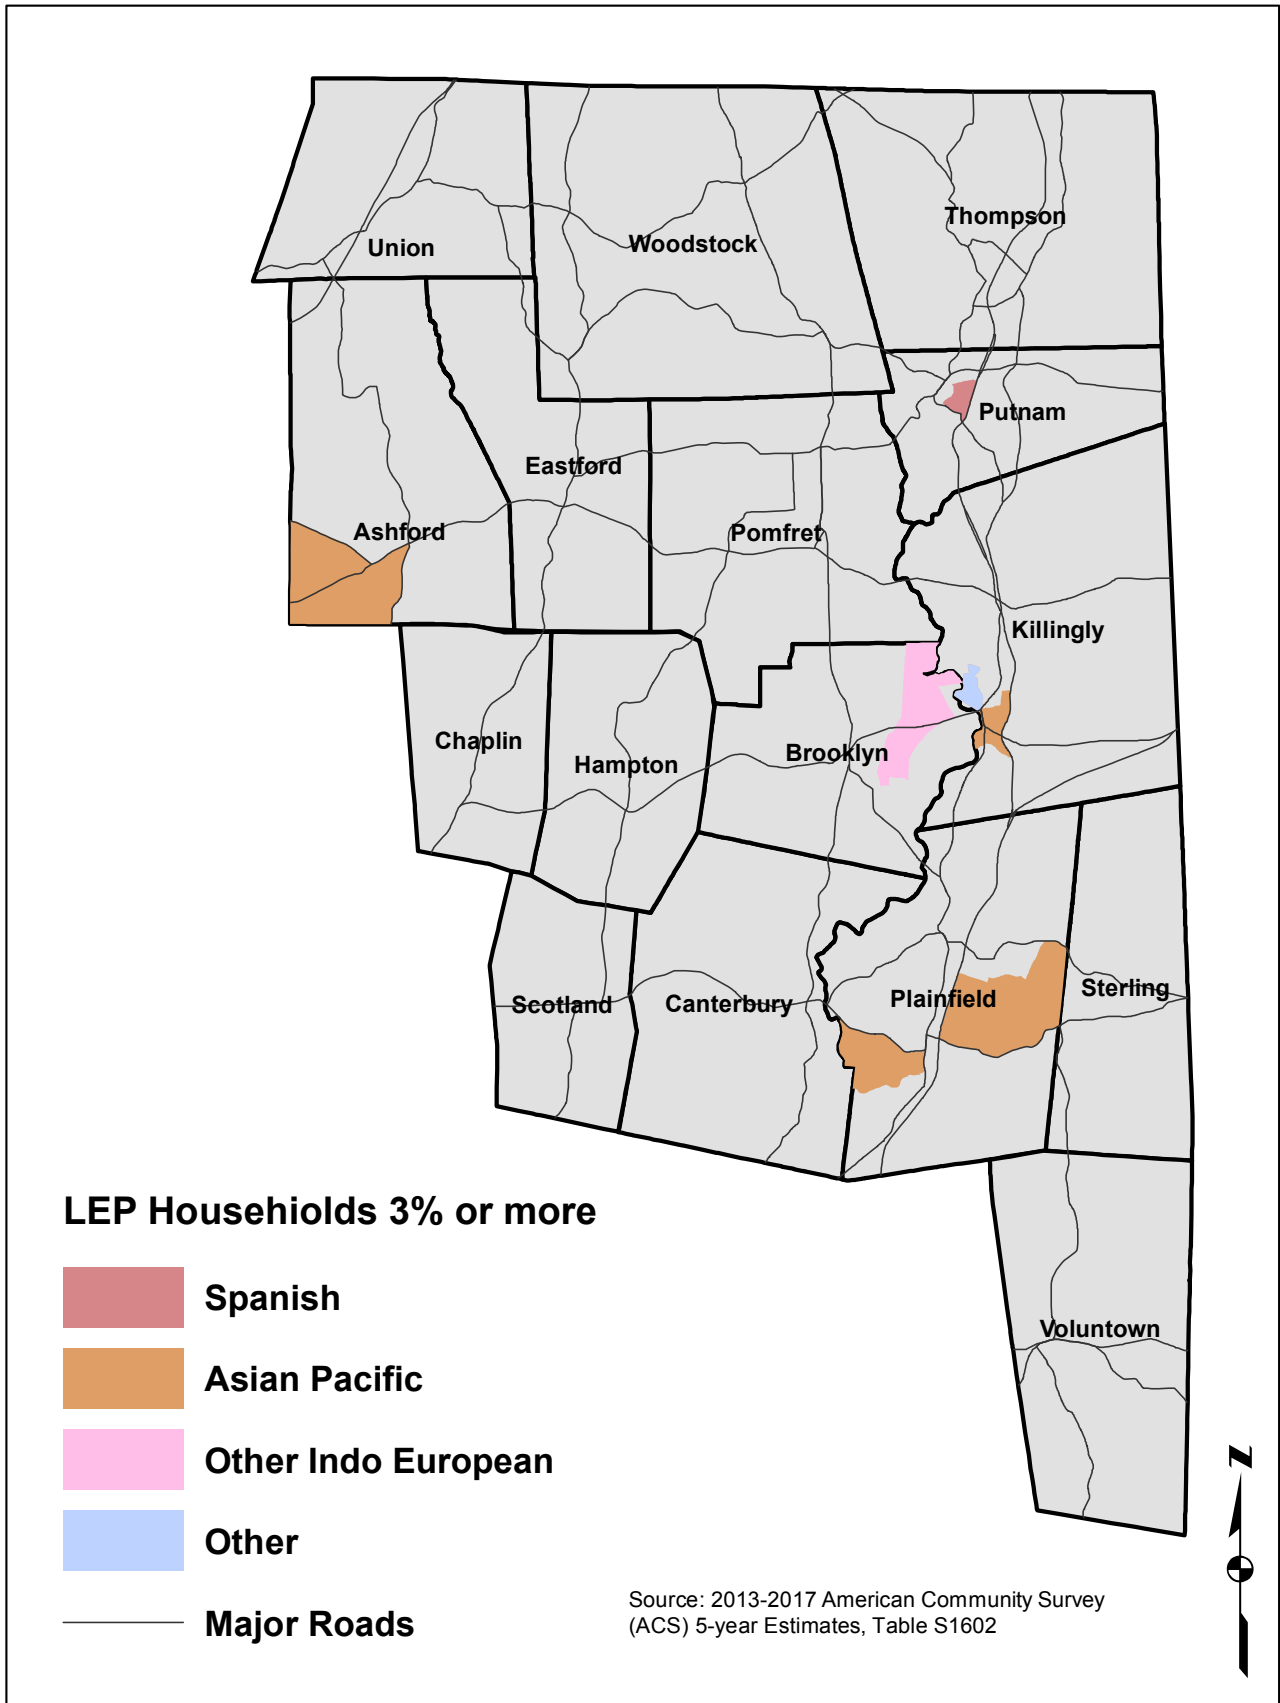 Thompson
Union
Woodstock
Putnam
Eastford
Ashford
Pomfret
Killingly
Chaplin
Hampton
Brooklyn
Scotland
Canterbury
Plainfield
Sterling
Voluntown
LEP Househiolds 3% or more
Spanish
Asian Pacific
Other Indo European
Other
Major Roads
Source: 2013-2017 American Community Survey
(ACS) 5-year Estimates, Table S1602
N